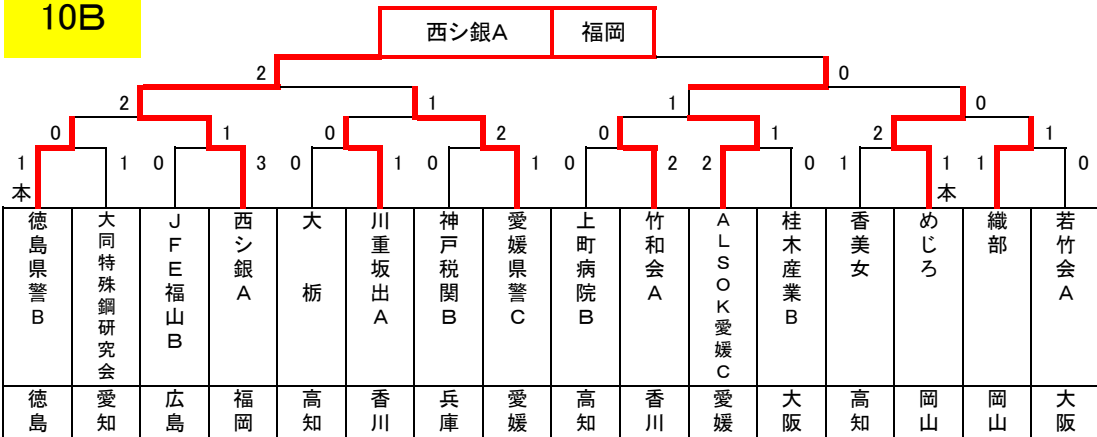 10B
西シ銀A 福岡
2 0
2 1 1 0
0 1 0 2 0 1 2 1
1 1 0 3 0 1 0 1 0 2 2 0 1 1 1 0
本 本
徳島県警B
大同特殊鋼研究会
JFE福山B
西シ銀A
大栃
川重坂出A
神戸税関B
愛媛県警C
上町病院B
竹和会A
ALSOK愛媛C
桂木産業B
香美女
めじろ
織部
若竹会A
徳島
愛知
広島
福岡
高知
香川
兵庫
愛媛
高知
香川
愛媛
大阪
高知
岡山
岡山
大阪